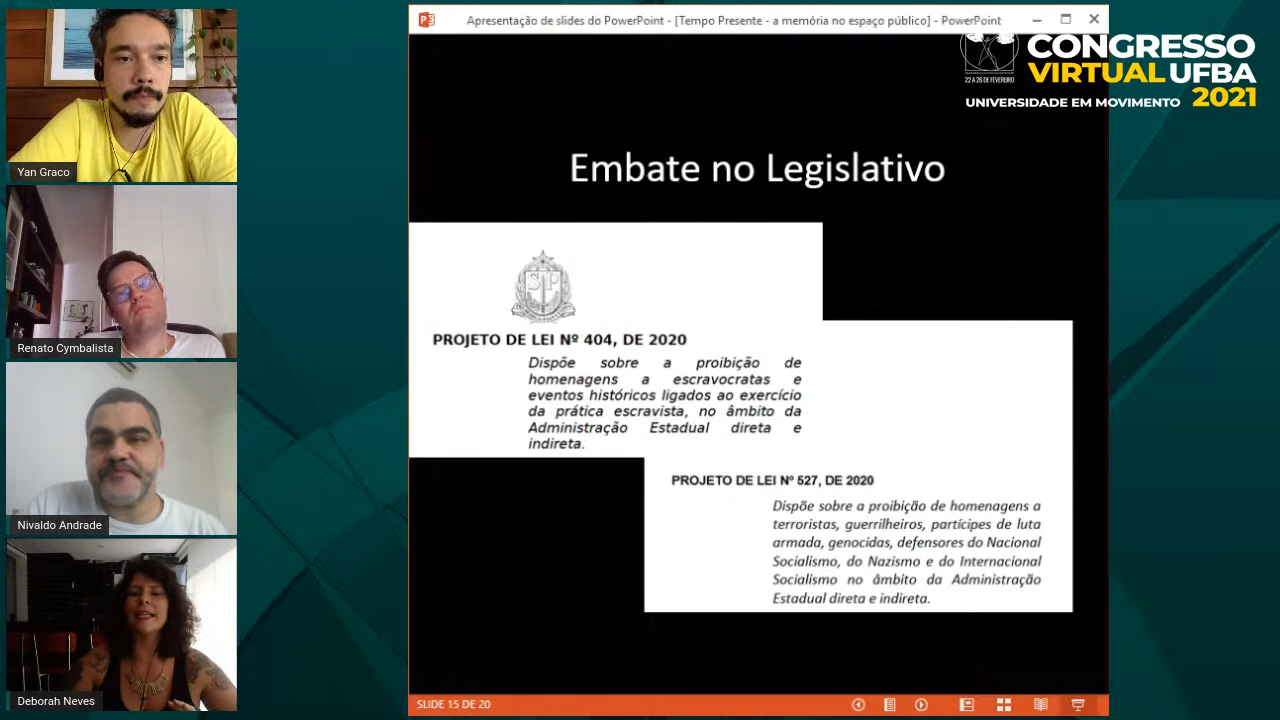 Yan Graco
Renato Cymbalista
Nivaldo Andrade
Deborah Neves
Apresentação de slides do PowerPoint - [Tempo Presente - a memória no espaço público] - PowerPoint
22 A 26 DE FEVEREIRO
CONGRESSO
VIRTUAL UFBA
UNIVERSIDADE EM MOVIMENTO 2021
Embate no Legislativo
SP
PROJETO DE LEI Nº 404, DE 2020
Dispõe sobre a proibição de
homenagens a escravocratas e
eventos históricos ligados ao exercício
da prática escravista, no âmbito da
Administração Estadual direta e
indireta.
PROJETO DE LEI Nº 527, DE 2020
Dispõe sobre a proibição de homenagens a
terroristas, guerrilheiros, partícipes de luta
armada, genocidas, defensores do Nacional
Socialismo, do Nazismo e do Internacional
Socialismo no âmbito da Administração
Estadual direta e indireta.
SLIDE 15 DE 20